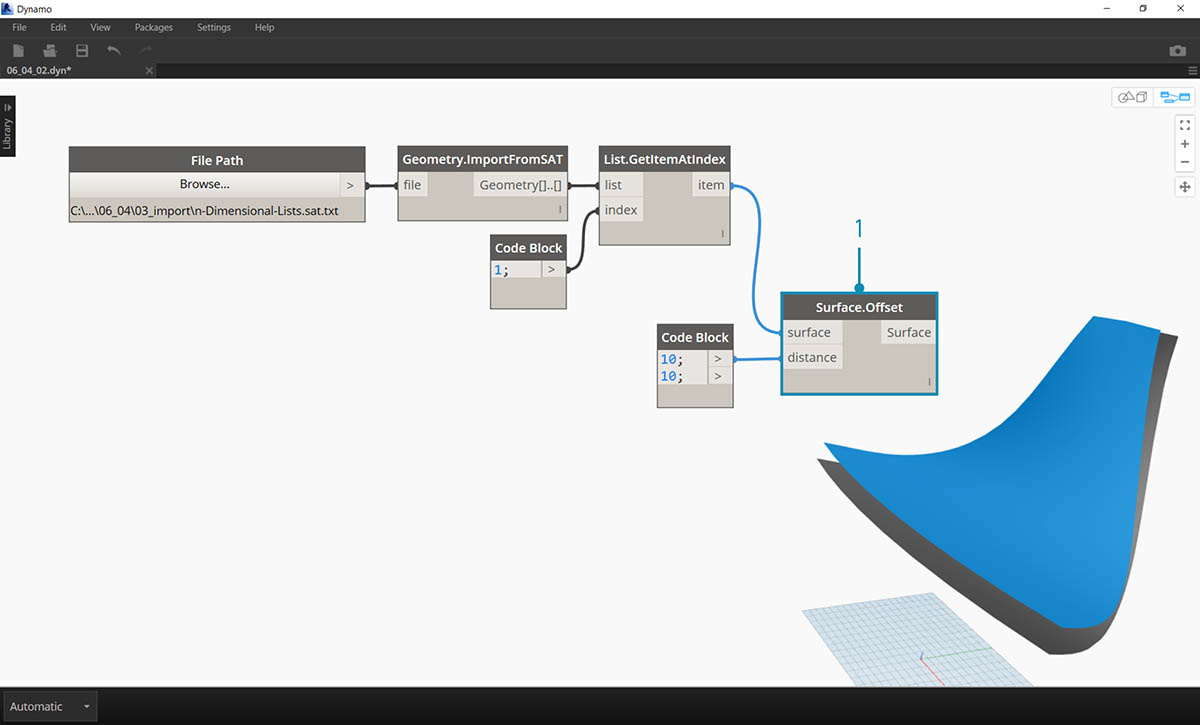 Dynamo
File Edit View Packages Settings Help
06_04_02.dyn*
Library
File Path
Browse... >
C:\...\06_04\03_import\n-Dimensional-Lists.sat.txt
Geometry.ImportFromSAT
file Geometry[]..[]
List.GetItemAtIndex
list item
index
Code Block
1; >
1
Surface.Offset
surface Surface
distance
Code Block
10; >
10; >
Automatic